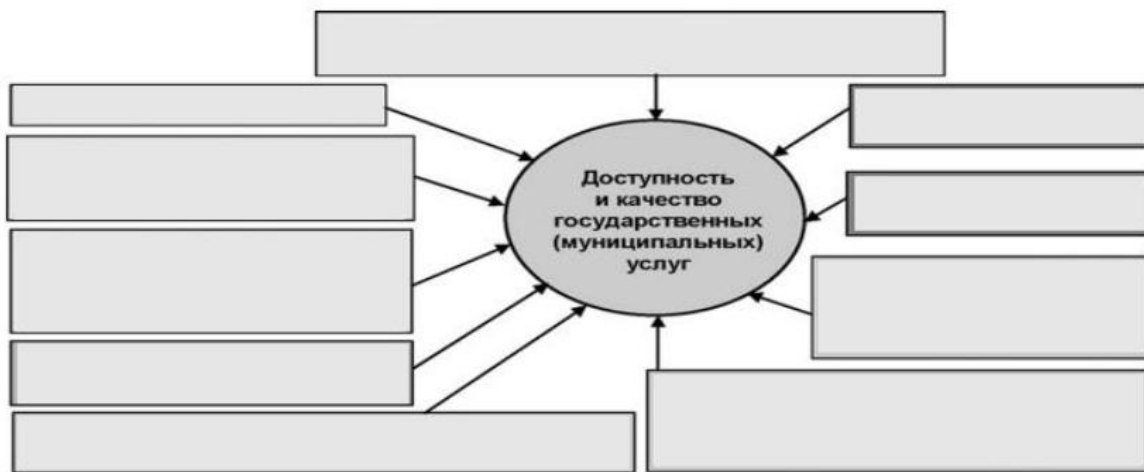 Доступность
и качество
государственных
(муниципальных)
услуг